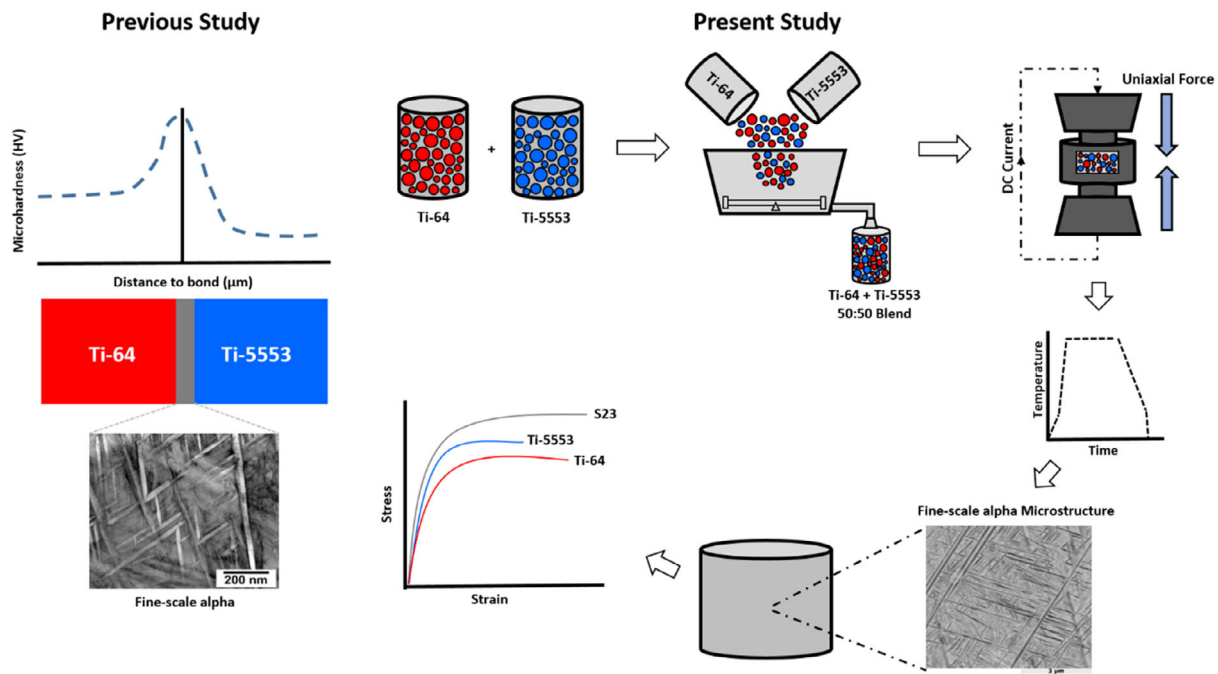 Previous Study
Microhardness (HV)
Distance to bond (µm)
Ti-64
Ti-5553
200 nm
Fine-scale alpha
Present Study
Ti-64
+
Ti-5553
Ti-64
Ti-5553
Ti-64 + Ti-5553
50:50 Blend
DC Current
Uniaxial Force
Temperature
Time
Fine-scale alpha Microstructure
3 µm
Stress
Strain
S23
Ti-5553
Ti-64